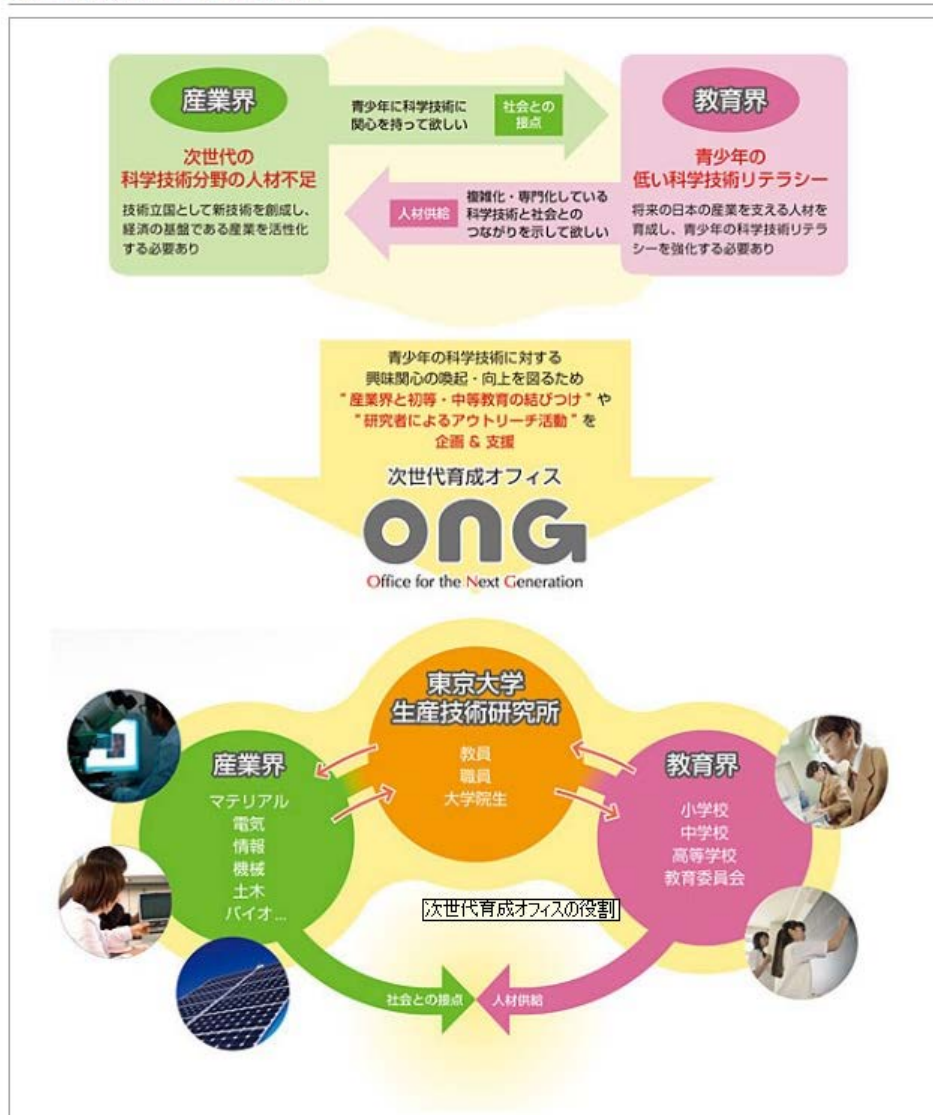 産業界
次世代の
科学技術分野の人材不足
技術立国として新技術を創成し、
経済の基盤である産業を活性化
する必要あり
青少年に科学技術に
関心を持って欲しい
社会との
接点
人材供給
複雑化・専門化している
科学技術と社会との
つながりを示して欲しい
教育界
青少年の
低い科学技術リテラシー
将来の日本の産業を支える人材を
育成し、青少年の科学技術リテラ
シーを強化する必要あり
青少年の科学技術に対する
興味関心の喚起・向上を図るため
"産業界と初等・中等教育の結びつけ"や
"研究者によるアウトリーチ活動"を
企画 & 支援
次世代育成オフィス
ONG
Office for the Next Generation
東京大学
生産技術研究所
教員
職員
大学院生
産業界
マテリアル
電気
情報
機械
土木
バイオ...
教育界
小学校
中学校
高等学校
教育委員会
次世代育成オフィスの役割
社会との接点
人材供給